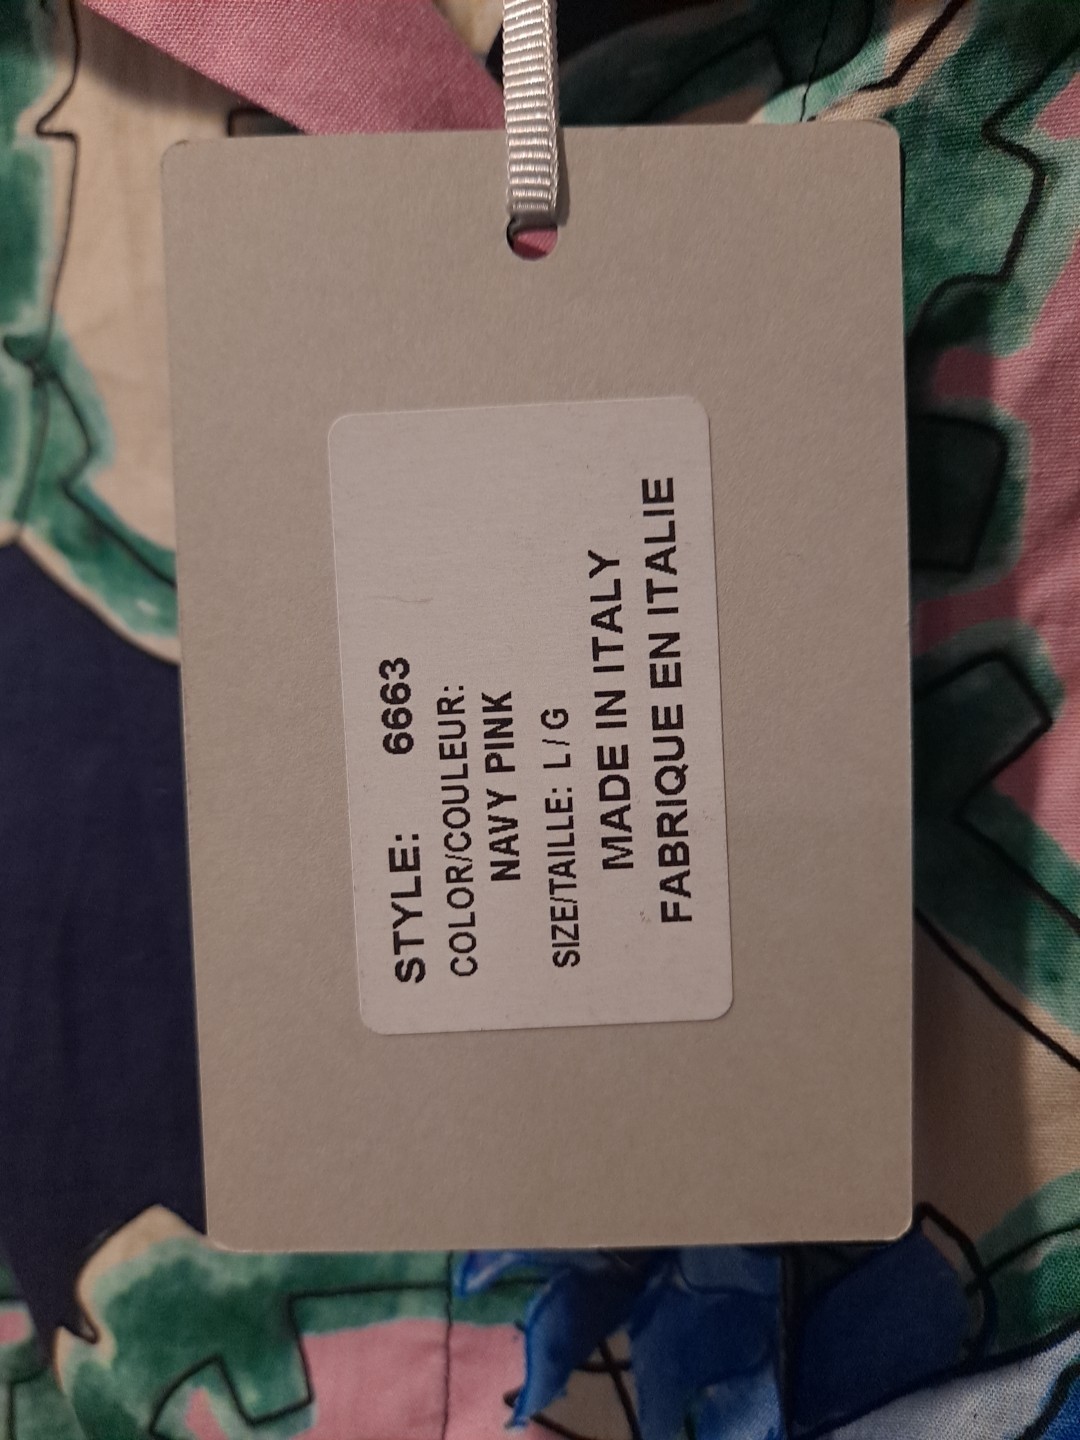 STYLE: 6663
COLOR/COULEUR:
NAVY PINK
SIZE/TAILLE: L / G
MADE IN ITALY
FABRIQUE EN ITALIE